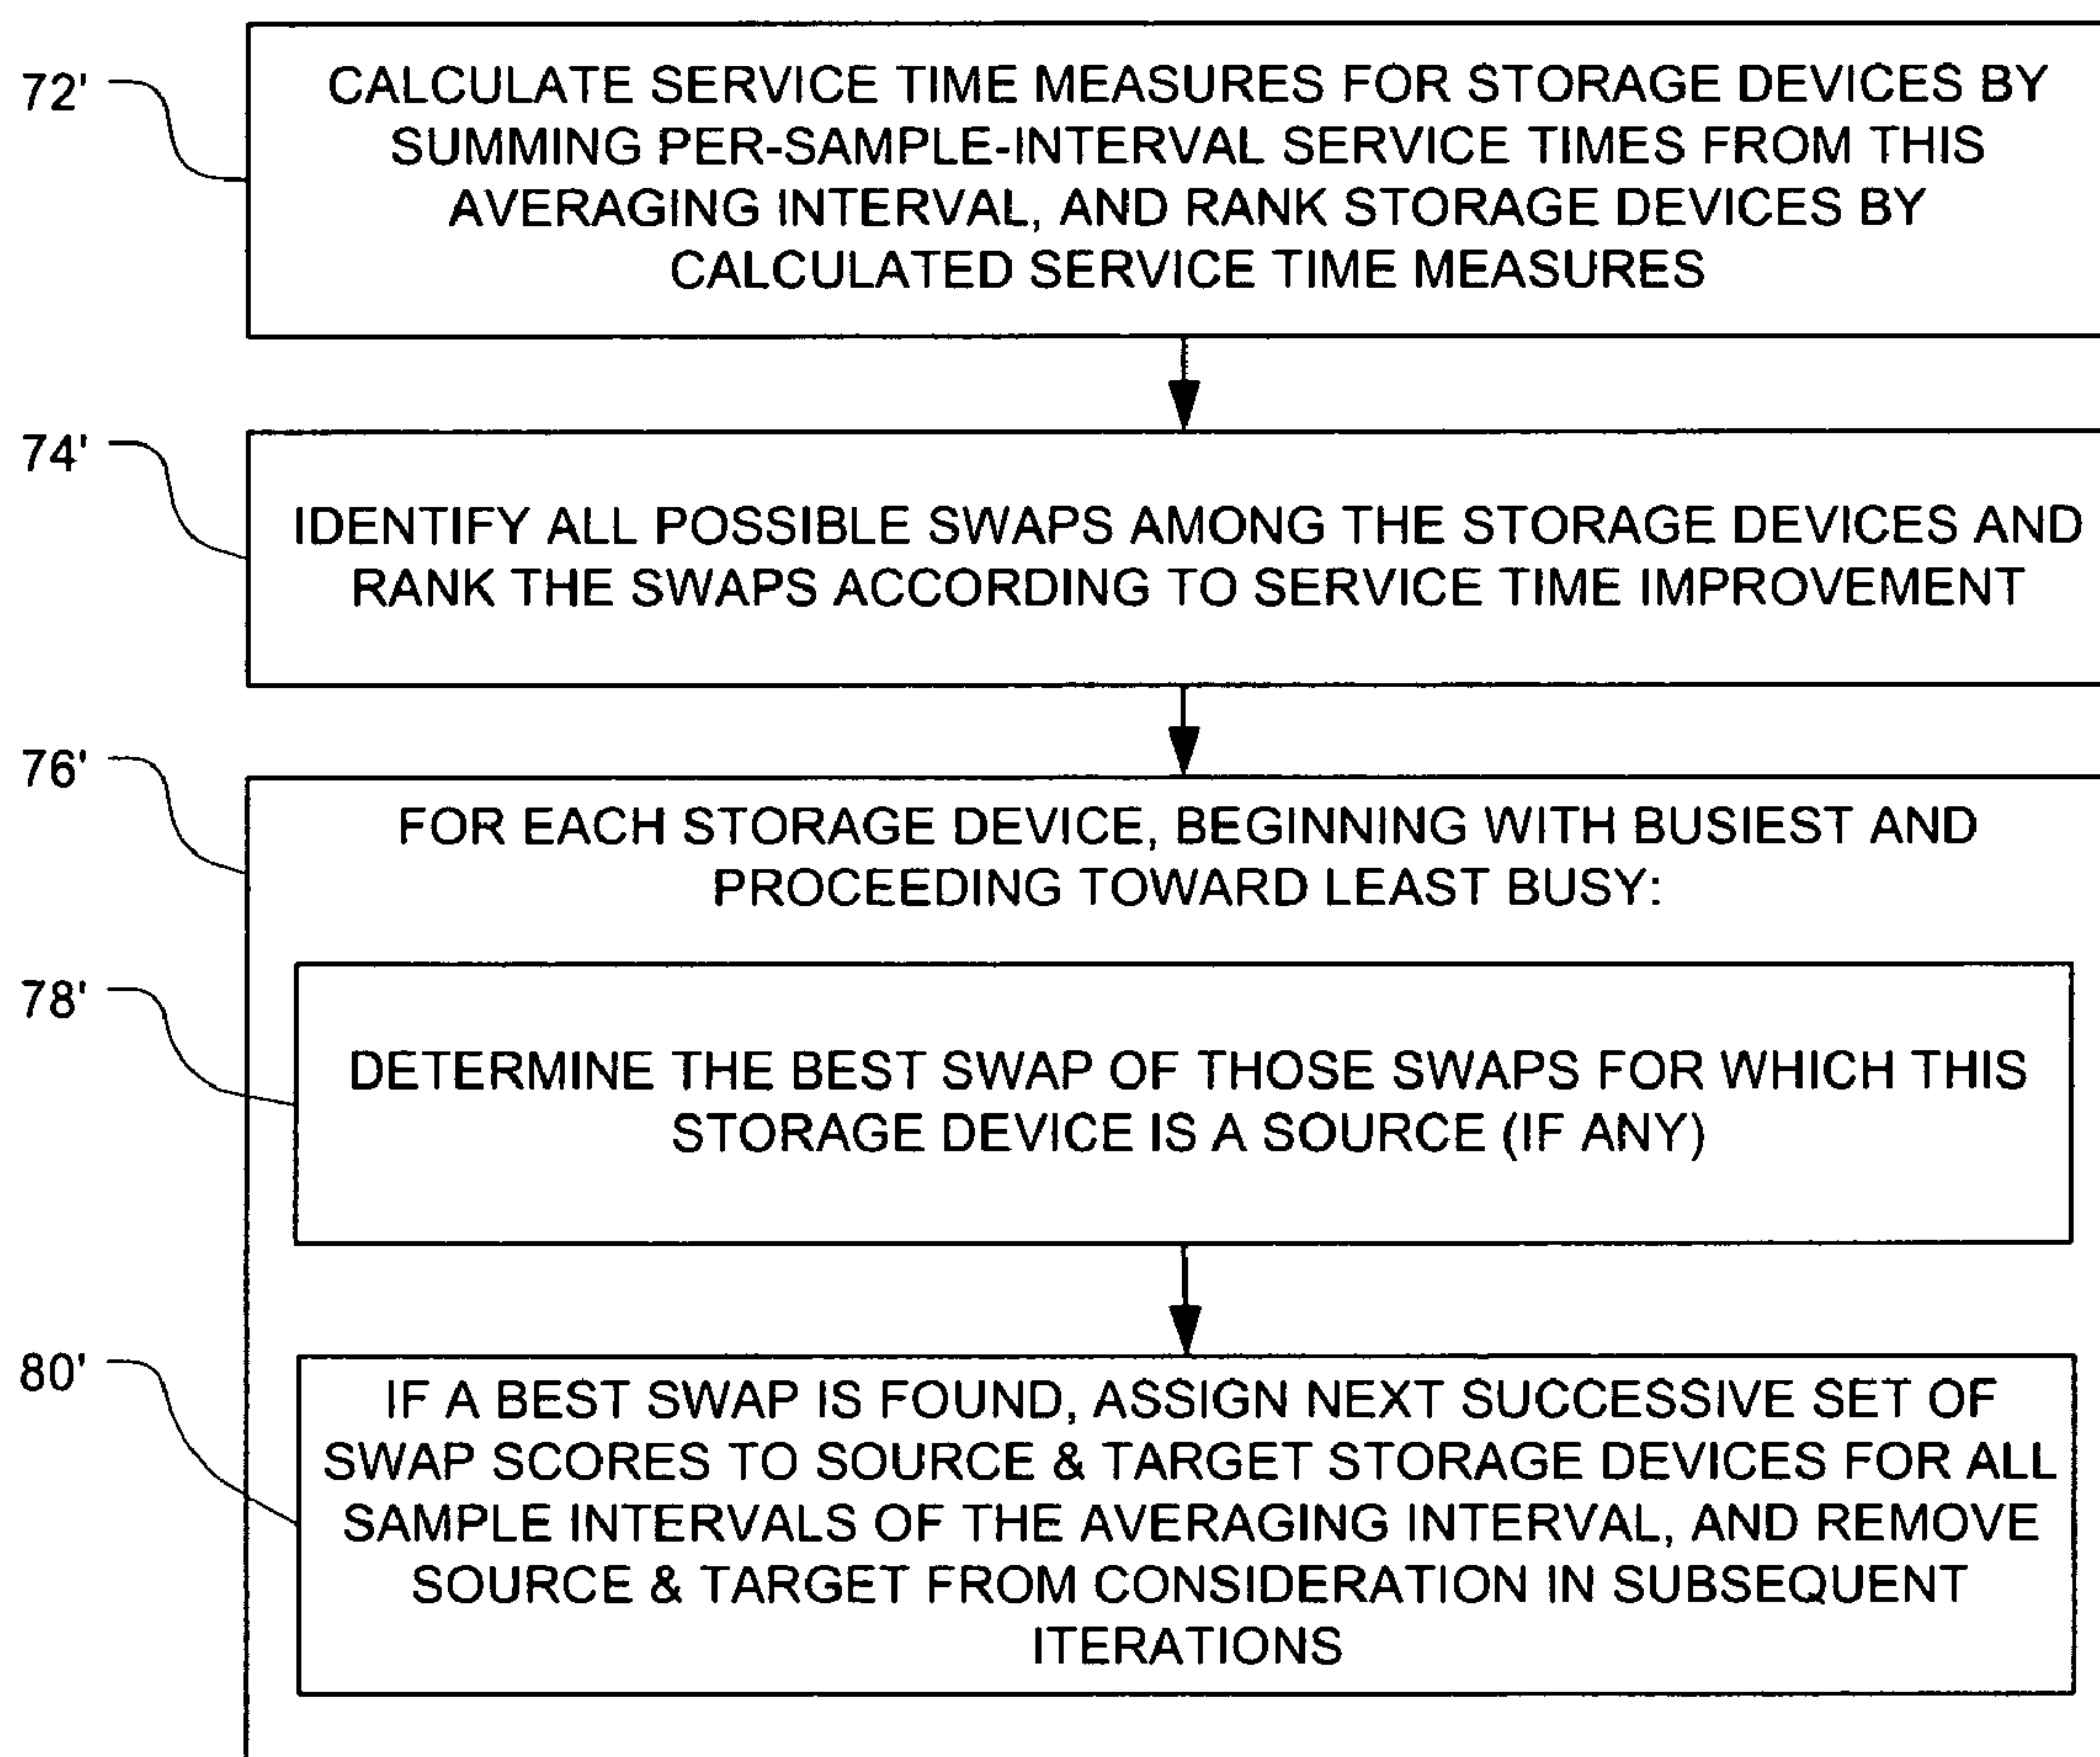 72'
CALCULATE SERVICE TIME MEASURES FOR STORAGE DEVICES BY
SUMMING PER-SAMPLE-INTERVAL SERVICE TIMES FROM THIS
AVERAGING INTERVAL, AND RANK STORAGE DEVICES BY
CALCULATED SERVICE TIME MEASURES
74'
IDENTIFY ALL POSSIBLE SWAPS AMONG THE STORAGE DEVICES AND
RANK THE SWAPS ACCORDING TO SERVICE TIME IMPROVEMENT
76'
FOR EACH STORAGE DEVICE, BEGINNING WITH BUSIEST AND
PROCEEDING TOWARD LEAST BUSY:
78'
DETERMINE THE BEST SWAP OF THOSE SWAPS FOR WHICH THIS
STORAGE DEVICE IS A SOURCE (IF ANY)
80'
IF A BEST SWAP IS FOUND, ASSIGN NEXT SUCCESSIVE SET OF
SWAP SCORES TO SOURCE & TARGET STORAGE DEVICES FOR ALL
SAMPLE INTERVALS OF THE AVERAGING INTERVAL, AND REMOVE
SOURCE & TARGET FROM CONSIDERATION IN SUBSEQUENT
ITERATIONS